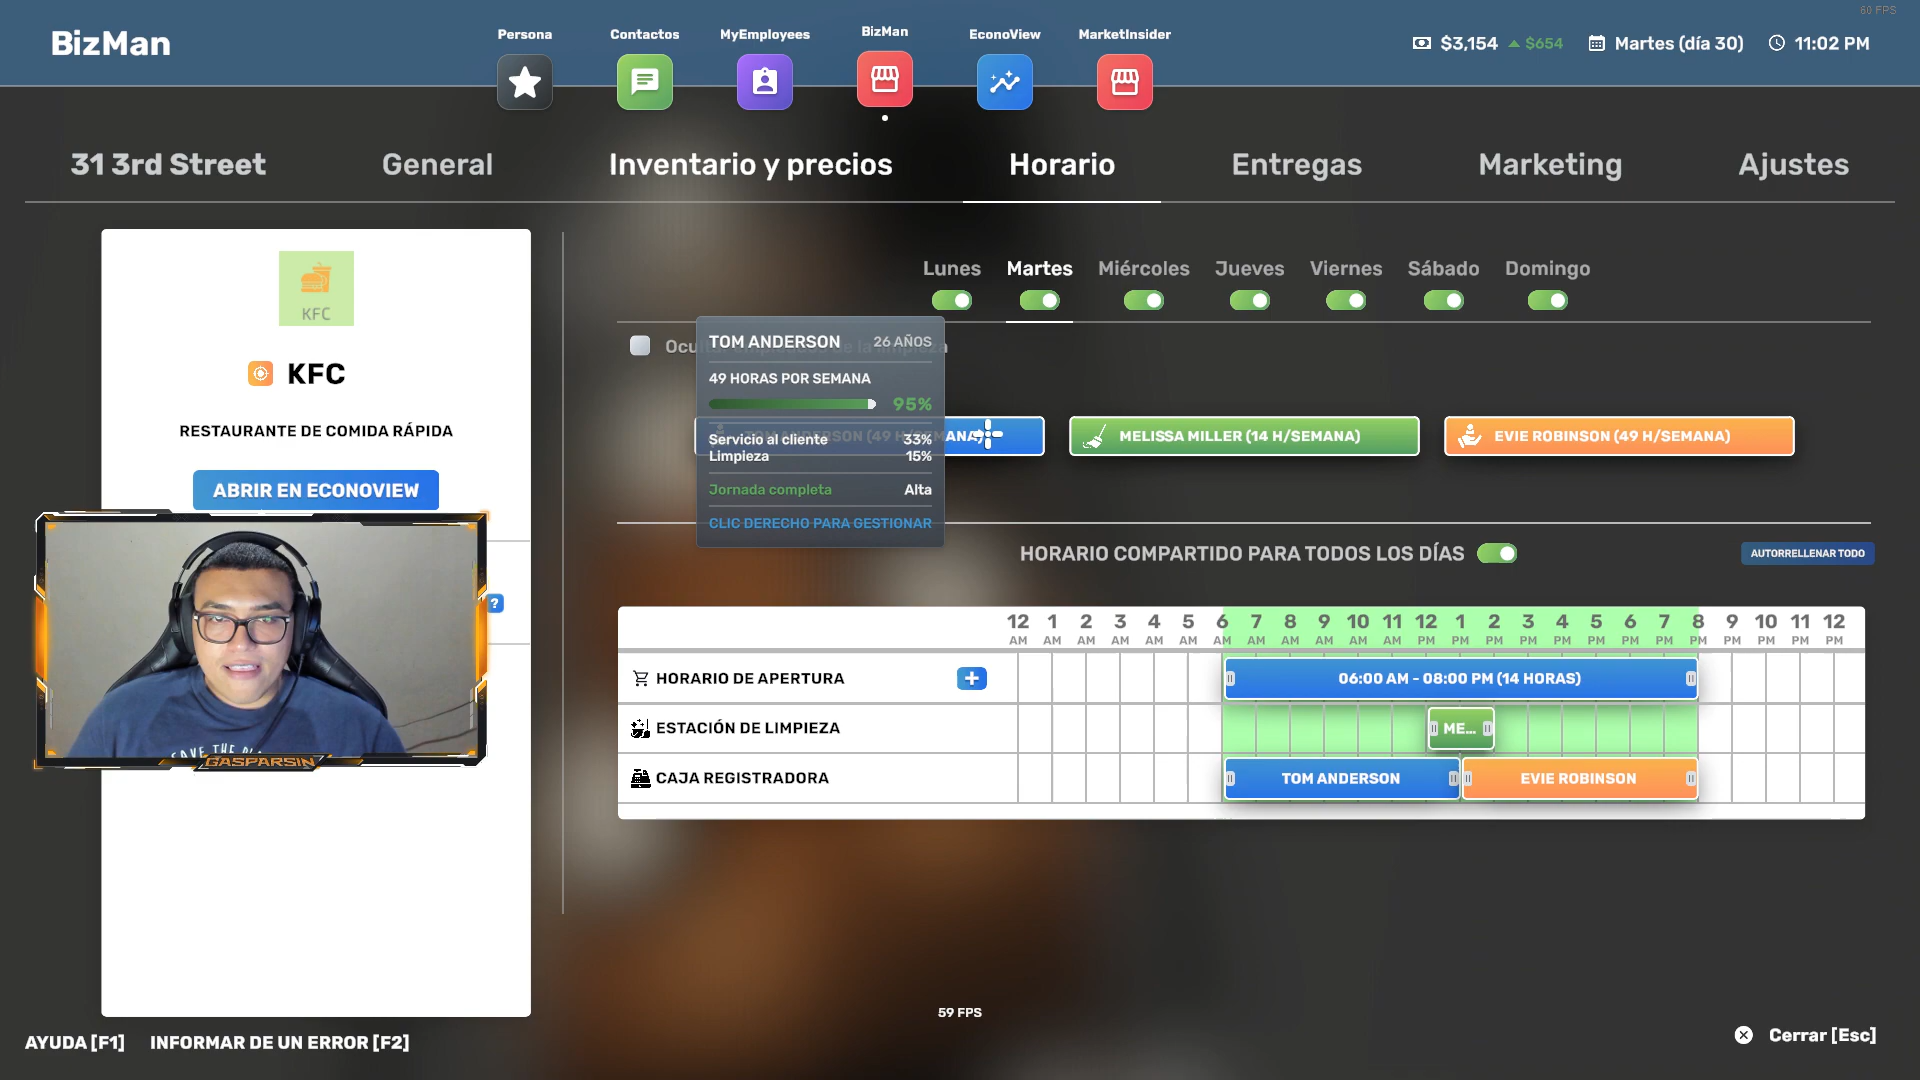 60 FPS
BizMan
Persona
Contactos
MyEmployees
BizMan
EconoView
MarketInsider
$3,154 $654
Martes (día 30)
11:02 PM
31 3rd Street
General
Inventario y precios
Horario
Entregas
Marketing
Ajustes
KFC
KFC
RESTAURANTE DE COMIDA RÁPIDA
ABRIR EN ECONOVIEW
?
Lunes
Martes
Miércoles
Jueves
Viernes
Sábado
Domingo
TOM ANDERSON 26 AÑOS
49 HORAS POR SEMANA
95%
Servicio al cliente 33%
Limpieza 15%
Jornada completa Alta
CLIC DERECHO PARA GESTIONAR
TOM ANDERSON (49 H/SEMANA)
MELISSA MILLER (14 H/SEMANA)
EVIE ROBINSON (49 H/SEMANA)
HORARIO COMPARTIDO PARA TODOS LOS DÍAS
AUTORRELLENAR TODO
12 1 2 3 4 5 6 7 8 9 10 11 12 1 2 3 4 5 6 7 8 9 10 11 12
AM AM AM AM AM AM AM AM AM AM AM AM PM PM PM PM PM PM PM PM PM PM PM PM PM
HORARIO DE APERTURA
06:00 AM - 08:00 PM (14 HORAS)
ESTACIÓN DE LIMPIEZA
ME...
CAJA REGISTRADORA
TOM ANDERSON
EVIE ROBINSON
GASPARSIN
59 FPS
AYUDA [F1]
INFORMAR DE UN ERROR [F2]
Cerrar [Esc]